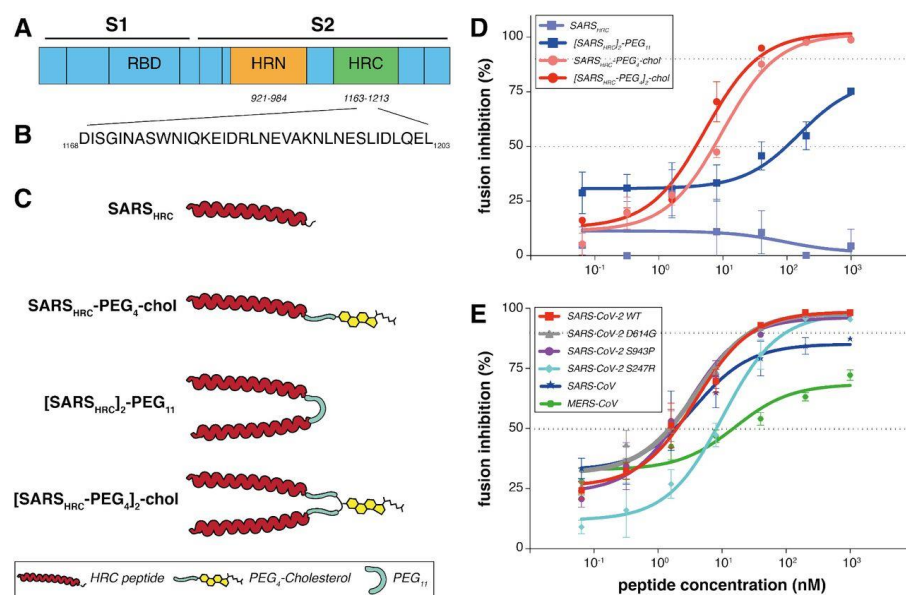 A
S1
S2
RBD
HRN
HRC
921-984
1163-1213
B
1168DISGINASWNIQKEIDRLNEVAKNLNESLIDLQEL1203
C
SARSHRC
SARSHRC-PEG4-chol
[SARSHRC]2-PEG11
[SARSHRC-PEG4]2-chol
HRC peptide
PEG4-Cholesterol
PEG11
D
SARSHRC
[SARSHRC]2-PEG11
SARSHRC-PEG4-chol
[SARSHRC-PEG4]2-chol
fusion inhibition (%)
100
75
50
25
0
10-1
100
101
102
103
E
SARS-CoV-2 WT
SARS-CoV-2 D614G
SARS-CoV-2 S943P
SARS-CoV-2 S247R
SARS-CoV
MERS-CoV
fusion inhibition (%)
100
75
50
25
0
10-1
100
101
102
103
peptide concentration (nM)